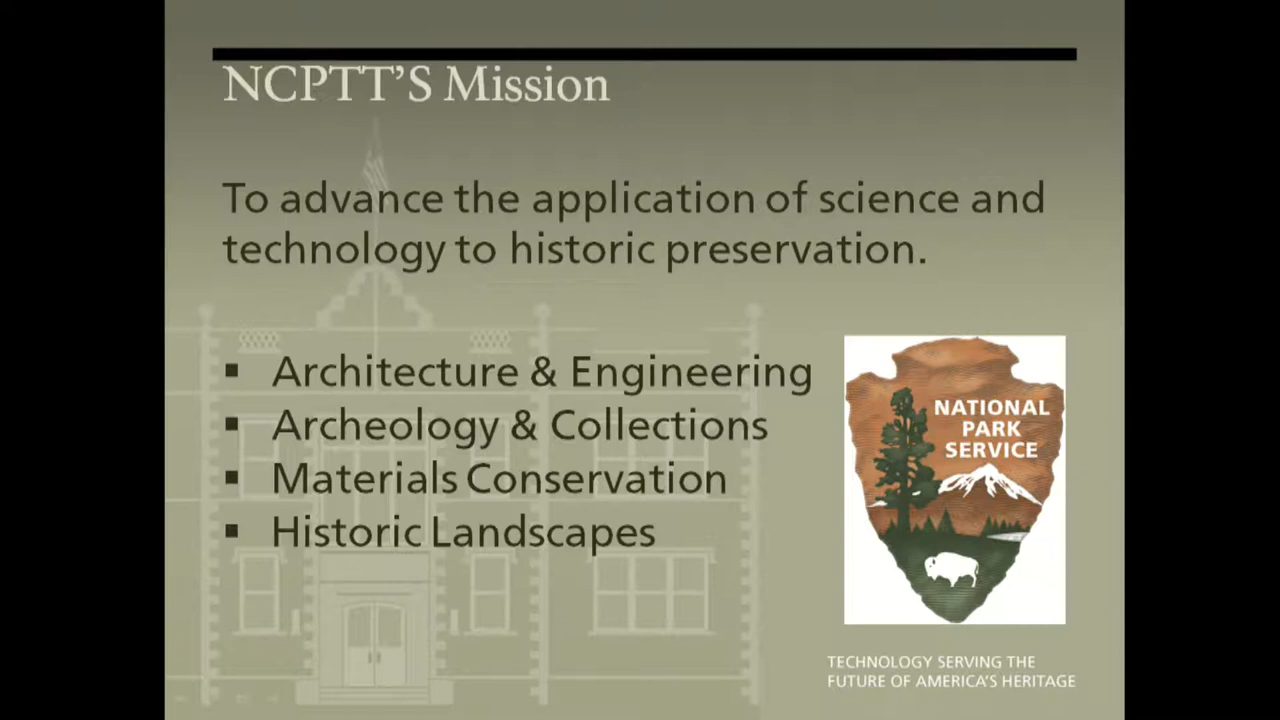 NCPTT’S Mission
To advance the application of science and
technology to historic preservation.
▪ Architecture & Engineering
▪ Archeology & Collections
▪ Materials Conservation
▪ Historic Landscapes
NATIONAL
PARK
SERVICE
TECHNOLOGY SERVING THE
FUTURE OF AMERICA’S HERITAGE